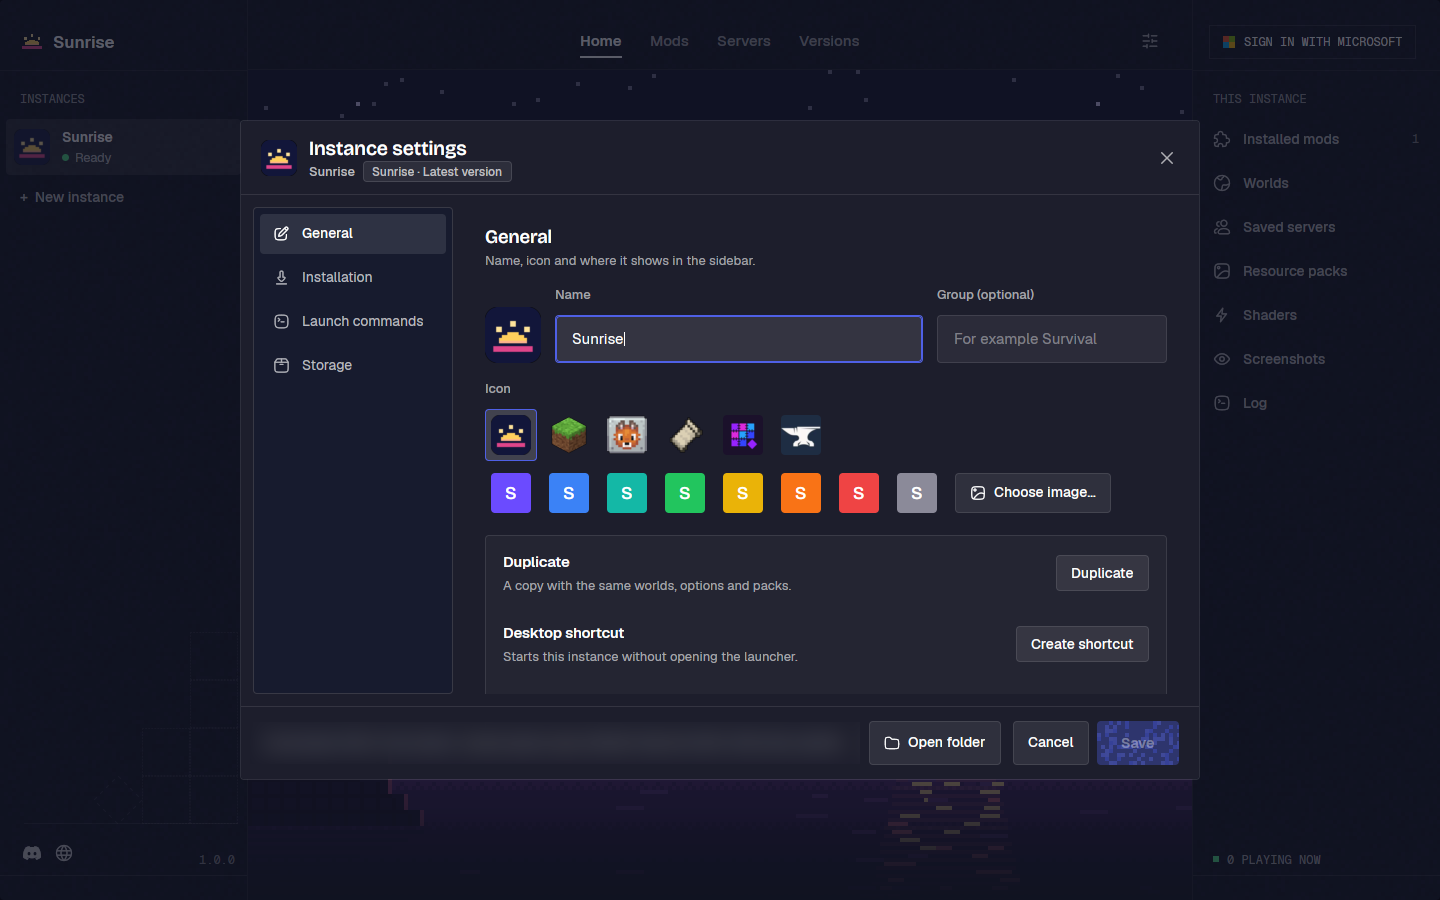 Sunrise
Home
Mods
Servers
Versions
SIGN IN WITH MICROSOFT
INSTANCES
Sunrise
Ready
+ New instance
THIS INSTANCE
Installed mods 1
Worlds
Saved servers
Resource packs
Shaders
Screenshots
Log
Instance settings
Sunrise
Sunrise · Latest version
General
Installation
Launch commands
Storage
General
Name, icon and where it shows in the sidebar.
Name
Group (optional)
Sunrise
For example Survival
Icon
S S S S S S S S
Choose image...
Duplicate
A copy with the same worlds, options and packs.
Duplicate
Desktop shortcut
Starts this instance without opening the launcher.
Create shortcut
Open folder
Cancel
Save
1.0.0
0 PLAYING NOW